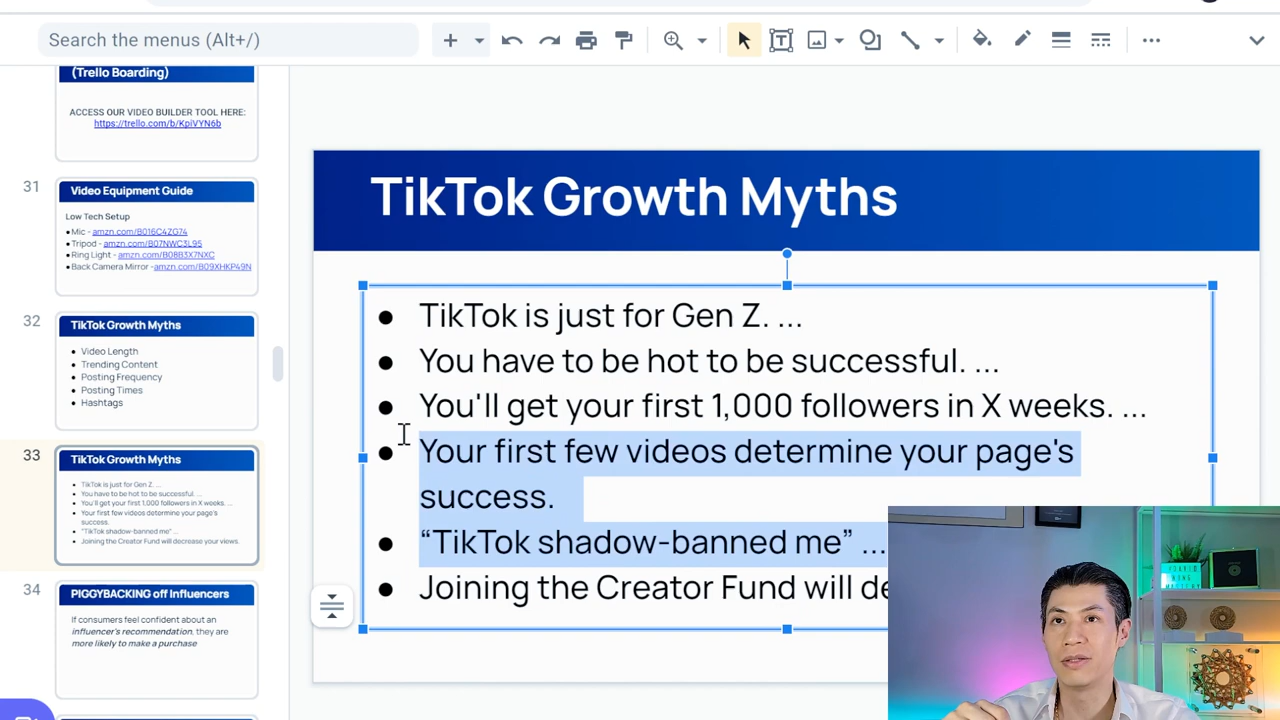 Search the menus (Alt+/)
(Trello Boarding)
ACCESS OUR VIDEO BUILDER TOOL HERE:
https://trello.com/b/KpiVYN6b
31
Video Equipment Guide
Low Tech Setup
● Mic - amzn.com/B016C4ZG74
● Tripod - amzn.com/B07NWC3L95
● Ring Light - amzn.com/B08B3X7NXC
● Back Camera Mirror -amzn.com/B09XHKP49N
32
TikTok Growth Myths
● Video Length
● Trending Content
● Posting Frequency
● Posting Times
● Hashtags
33
TikTok Growth Myths
● TikTok is just for Gen Z. ...
● You have to be hot to be successful. ...
● You'll get your first 1,000 followers in X weeks. ...
● Your first few videos determine your page's
success.
● "TikTok shadow-banned me" ...
● Joining the Creator Fund will decrease your views.
34
PIGGYBACKING off Influencers
If consumers feel confident about an
influencer's recommendation, they are
more likely to make a purchase
TikTok Growth Myths
● TikTok is just for Gen Z. ...
● You have to be hot to be successful. ...
● You'll get your first 1,000 followers in X weeks. ...
● Your first few videos determine your page's
success.
● “TikTok shadow-banned me” ...
● Joining the Creator Fund will de